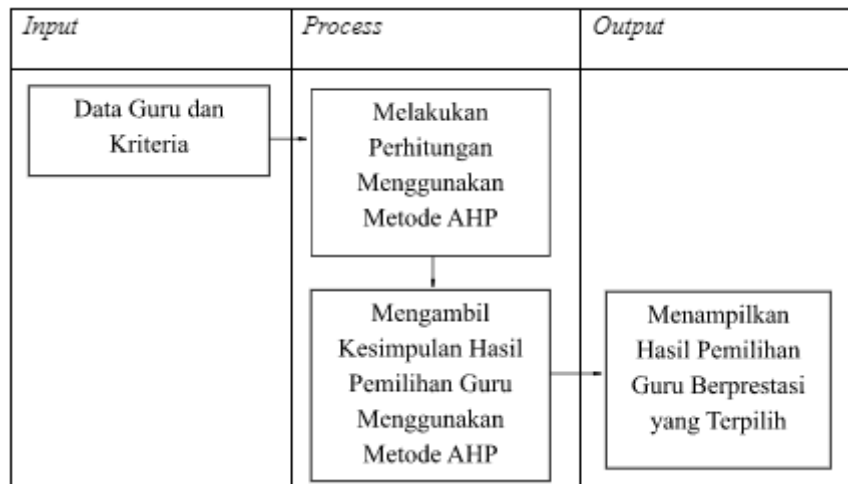 Input
Process
Output
Data Guru dan
Kriteria
Melakukan
Perhitungan
Menggunakan
Metode AHP
Mengambil
Kesimpulan Hasil
Pemilihan Guru
Menggunakan
Metode AHP
Menampilkan
Hasil Pemilihan
Guru Berprestasi
yang Terpilih